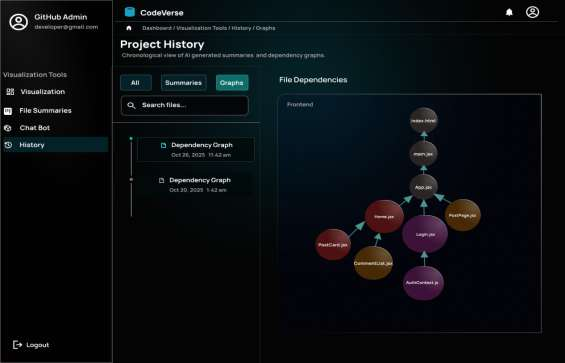 GitHub Admin
developer@gmail.com
Visualization Tools
Visualization
File Summaries
Chat Bot
History
Logout
CodeVerse
Dashboard / Visualization Tools / History / Graphs
Project History
Chronological view of AI generated summaries and dependency graphs.
All
Summaries
Graphs
Search files...
Dependency Graph
Oct 26, 2025 11:42 am
Dependency Graph
Oct 20, 2025 1:42 am
File Dependencies
Frontend
index.html
main.jsx
App.jsx
Home.jsx
PostPage.jsx
Login.jsx
PostCard.jsx
CommentList.jsx
AuthContext.js